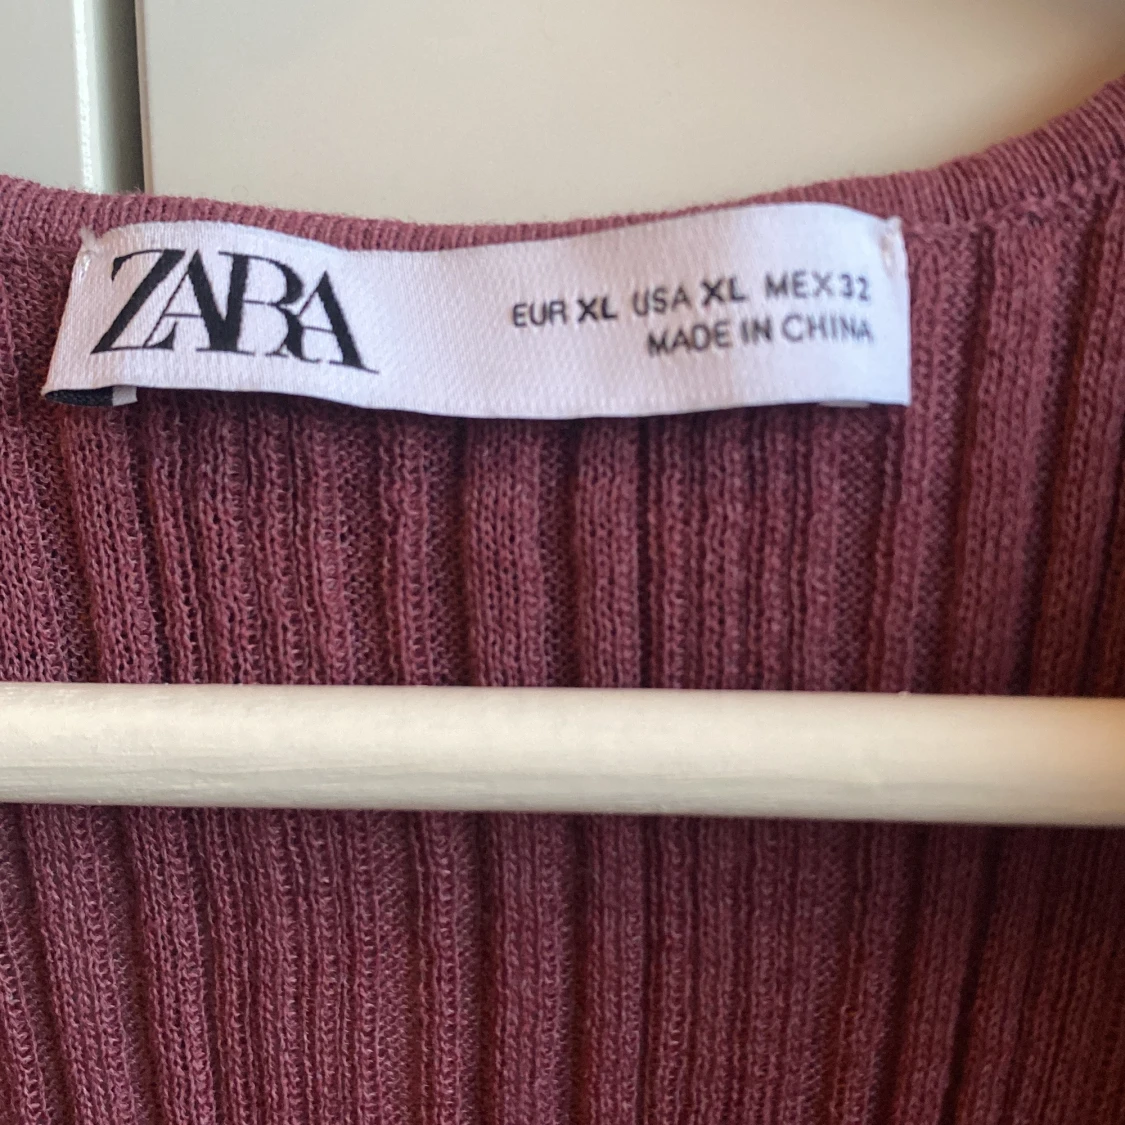 ZARA
EUR XL USA XL MEX 32
MADE IN CHINA